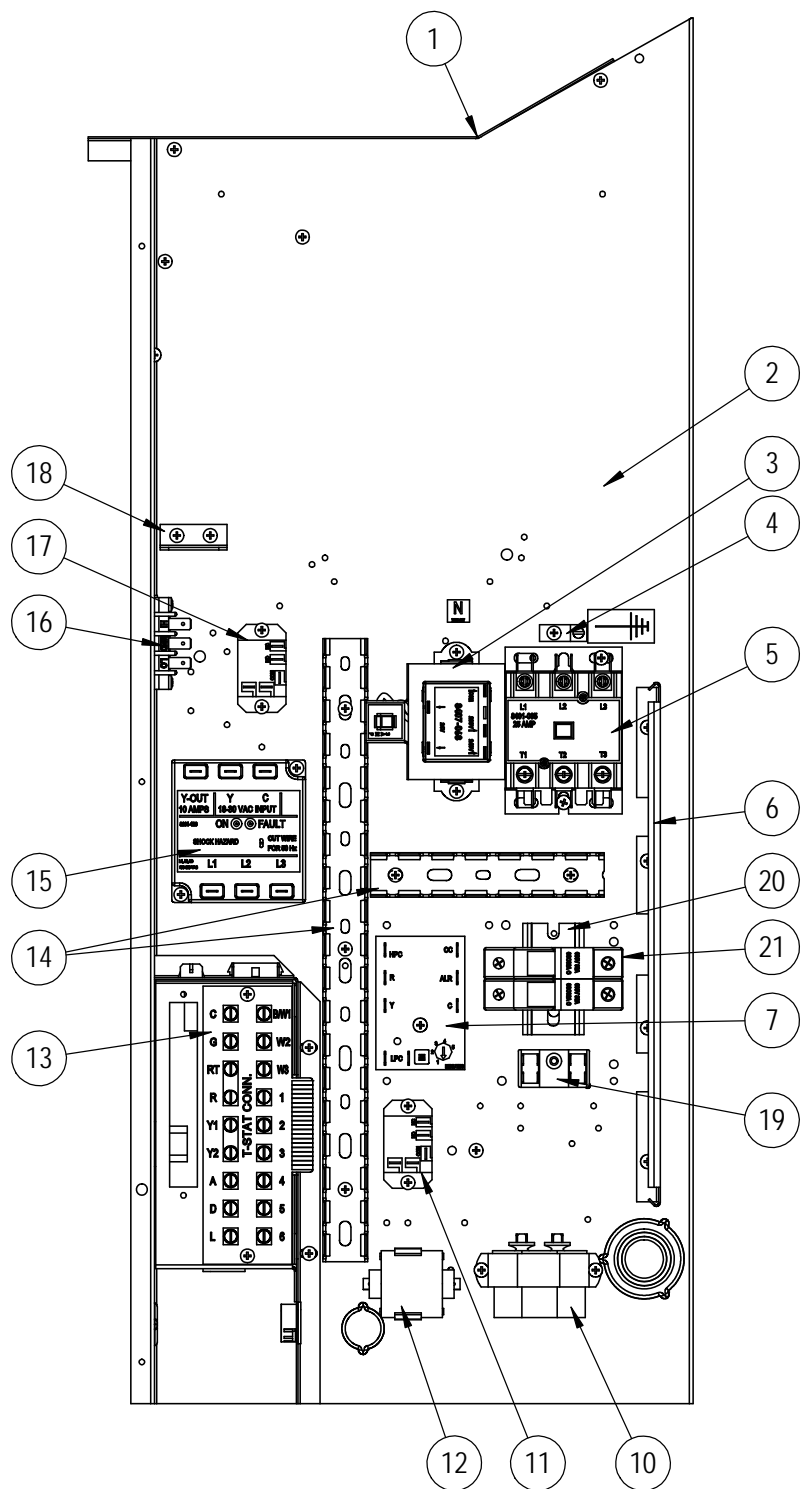 1
2
3
4
5
6
20
21
7
19
10
11
12
13
14
15
16
17
18
N
L1 L2 L3
25 AMP
T1 T2 T3
Y-OUT Y C
10 AMPS 18-30 VAC INPUT
ON FAULT
SHOCK HAZARD CUT WIRE
FOR 50 Hz
L1 L2 L3
HPC CC
R ALR
Y C
LPC
T-STAT CONN.
C B/W1
G W2
RT W3
R 1
Y1 2
Y2 3
A 4
D 5
L 6